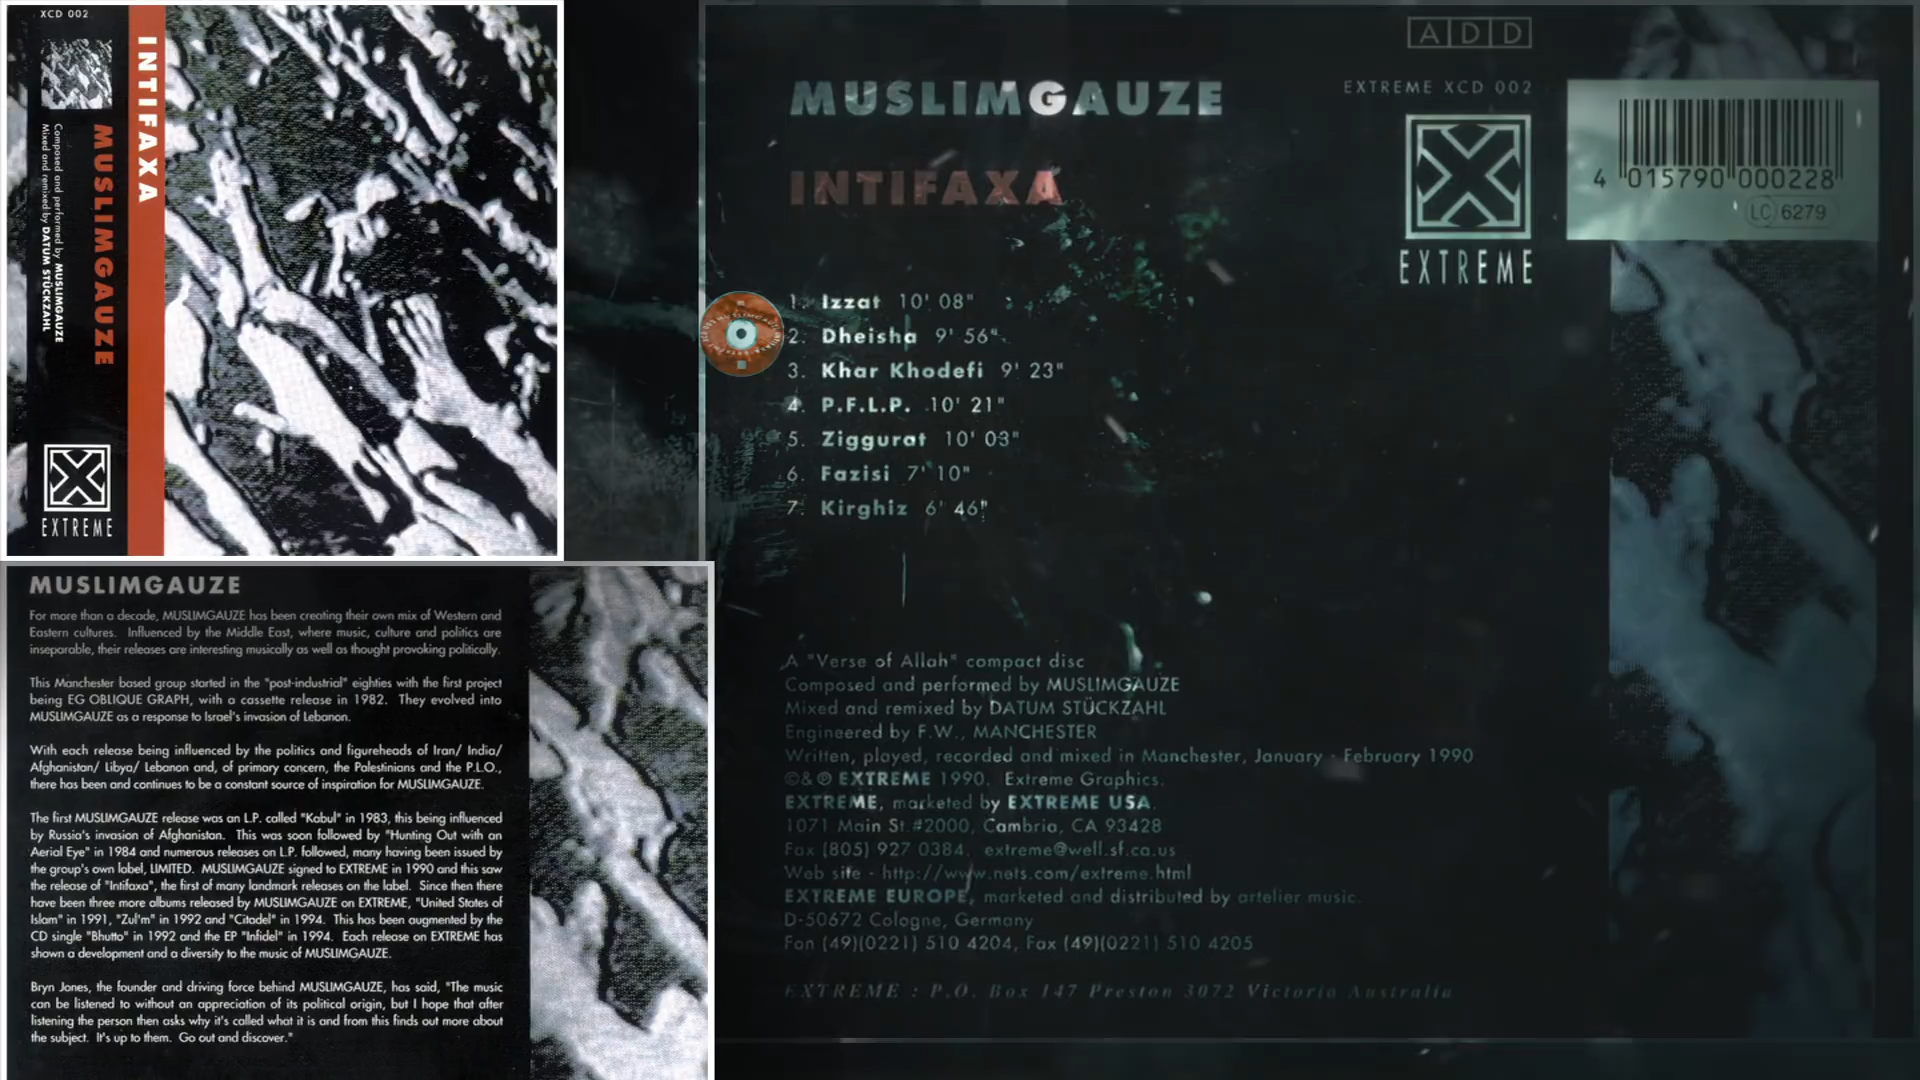 XCD 002
INTIFAXA
MUSLIMGAUZE
Composed and performed by MUSLIMGAUZE
Mixed and remixed by DATUM STÜCKZAHL
EXTREME
MUSLIMGAUZE
For more than a decade, MUSLIMGAUZE has been creating their own mix of Western and
Eastern cultures. Influenced by the Middle East, where music, culture and politics are
inseparable, their releases are interesting musically as well as thought provoking politically.
This Manchester based group started in the "post-industrial" eighties with the first project
being EG OBLIQUE GRAPH, with a cassette release in 1982. They evolved into
MUSLIMGAUZE as a response to Israel's invasion of Lebanon.
With each release being influenced by the politics and figureheads of Iran/ India/
Afghanistan/ Libya/ Lebanon and, of primary concern, the Palestinians and the P.L.O.,
there has been and continues to be a constant source of inspiration for MUSLIMGAUZE.
The first MUSLIMGAUZE release was an L.P. called "Kabul" in 1983, this being influenced
by Russia's invasion of Afghanistan. This was soon followed by "Hunting Out with an
Aerial Eye" in 1984 and numerous releases on L.P. followed, many having been issued by
the group's own label, LIMITED. MUSLIMGAUZE signed to EXTREME in 1990 and this saw
the release of "Intifaxa", the first of many landmark releases on the label. Since then there
have been three more albums released by MUSLIMGAUZE on EXTREME, "United States of
Islam" in 1991, "Zul'm" in 1992 and "Citadel" in 1994. This has been augmented by the
CD single "Bhutto" in 1992 and the EP "Infidel" in 1994. Each release on EXTREME has
shown a development and a diversity to the music of MUSLIMGAUZE.
Bryn Jones, the founder and driving force behind MUSLIMGAUZE, has said, "The music
can be listened to without an appreciation of its political origin, but I hope that after
listening the person then asks why it's called what it is and from this finds out more about
the subject. It's up to them. Go out and discover."
ADD
MUSLIMGAUZE
EXTREME XCD 002
INTIFAXA
EXTREME
4 015790 000228
LC 6279
1. Izzat 10' 08"
2. Dheisha 9' 56"
3. Khar Khodefi 9' 23"
4. P.F.L.P. 10' 21"
5. Ziggurat 10' 03"
6. Fazisi 7' 10"
7. Kirghiz 6' 46"
A "Verse of Allah" compact disc
Composed and performed by MUSLIMGAUZE
Mixed and remixed by DATUM STÜCKZAHL
Engineered by F.W., MANCHESTER
Written, played, recorded and mixed in Manchester, January - February 1990
©& ℗ EXTREME 1990. Extreme Graphics.
EXTREME, marketed by EXTREME USA.
1071 Main St.#2000, Cambria, CA 93428
Fax (805) 927 0384. extreme@well.sf.ca.us
Web site - http://www.nets.com/extreme.html
EXTREME EUROPE, marketed and distributed by artelier music.
D-50672 Cologne, Germany
Fon (49)(0221) 510 4204, Fax (49)(0221) 510 4205
EXTREME : P.O. Box 147 Preston 3072 Victoria Australia